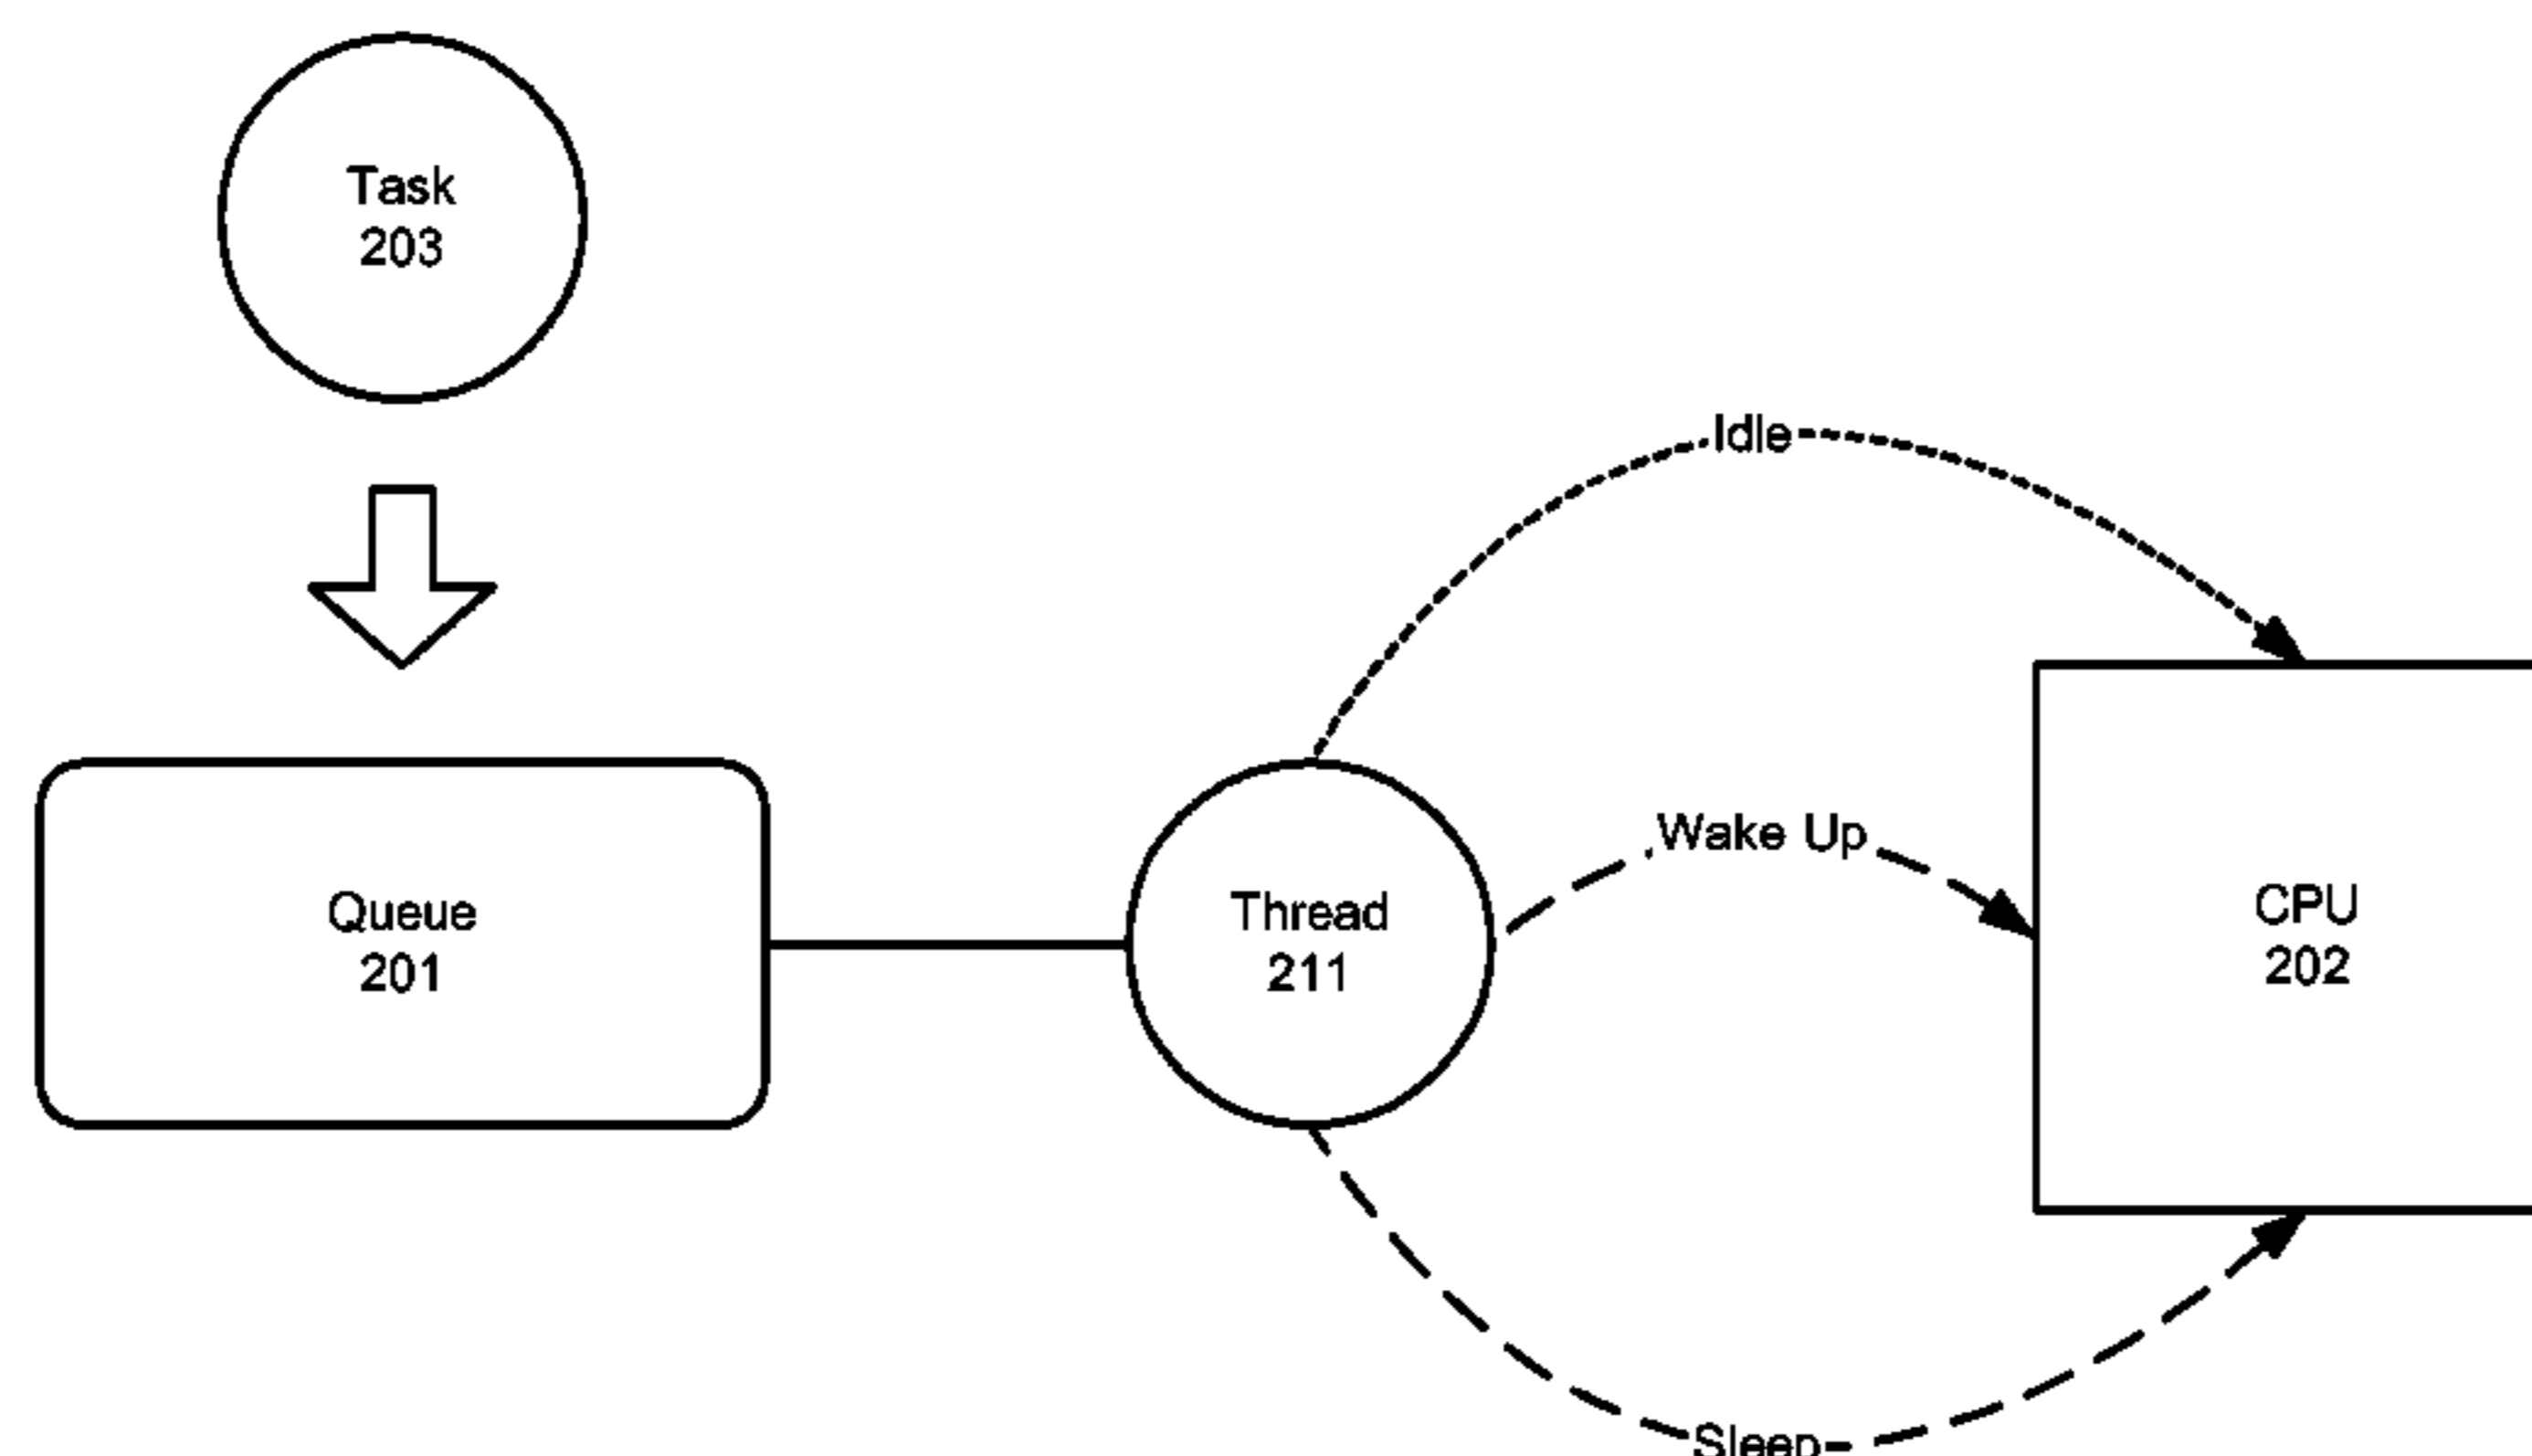 Task
203
Idle
Wake Up
Queue
201
Thread
211
CPU
202
Sleep